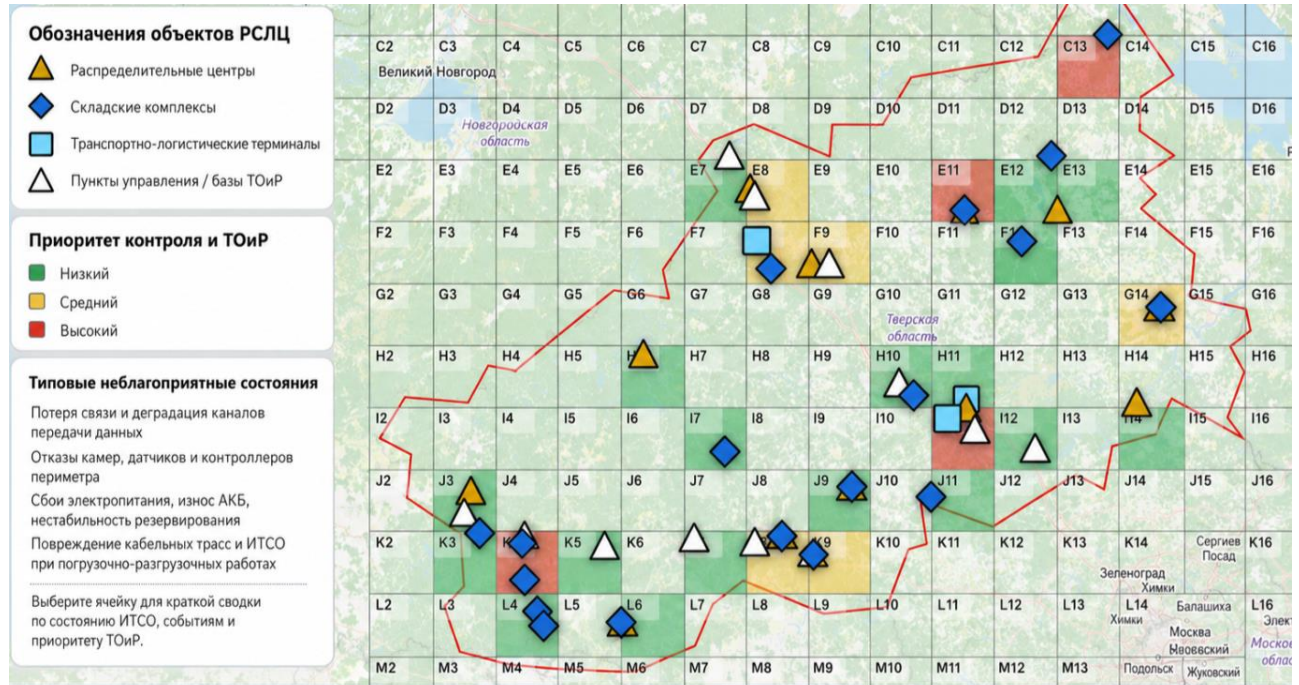 Обозначения объектов РСЛЦ
Распределительные центры
Складские комплексы
Транспортно-логистические терминалы
Пункты управления / базы ТОиР
Приоритет контроля и ТОиР
Низкий
Средний
Высокий
Типовые неблагоприятные состояния
Потеря связи и деградация каналов
передачи данных
Отказы камер, датчиков и контроллеров
периметра
Сбои электропитания, износ АКБ,
нестабильность резервирования
Повреждение кабельных трасс и ИТСО
при погрузочно-разгрузочных работах
Выберите ячейку для краткой сводки
по состоянию ИТСО, событиям и
приоритету ТОиР.
C2 C3 C4 C5 C6 C7 C8 C9 C10 C11 C12 C13 C14 C15 C16
Великий Новгород
D2 D3 D4 D5 D6 D7 D8 D9 D10 D11 D12 D13 D14 D15 D16
Новгородская
область
E2 E3 E4 E5 E6 E7 E8 E9 E10 E11 E12 E13 E14 E15 E16
F2 F3 F4 F5 F6 F7 F9 F10 F11 F13 F14 F15 F16
G2 G3 G4 G5 G6 G7 G8 G9 G10 G11 G12 G13 G14 G15 G16
Тверская
область
H2 H3 H4 H5 H7 H8 H9 H10 H11 H12 H13 H14 H15 H16
I2 I3 I4 I5 I6 I7 I8 I9 I10 I12 I13 I14 I15 I16
J2 J3 J4 J5 J6 J7 J8 J9 J10 J11 J12 J13 J14 J15 J16
K2 K3 K5 K6 K7 K9 K10 K11 K12 K13 K14 K16
Сергиев
Посад
Зеленоград
Химки
L2 L3 L4 L5 L6 L7 L8 L9 L10 L11 L12 L13 L14 L16
Химки
Балашиха
Москва
Подольск
Жуковский
M2 M3 M4 M5 M6 M7 M8 M9 M10 M11 M12 M13